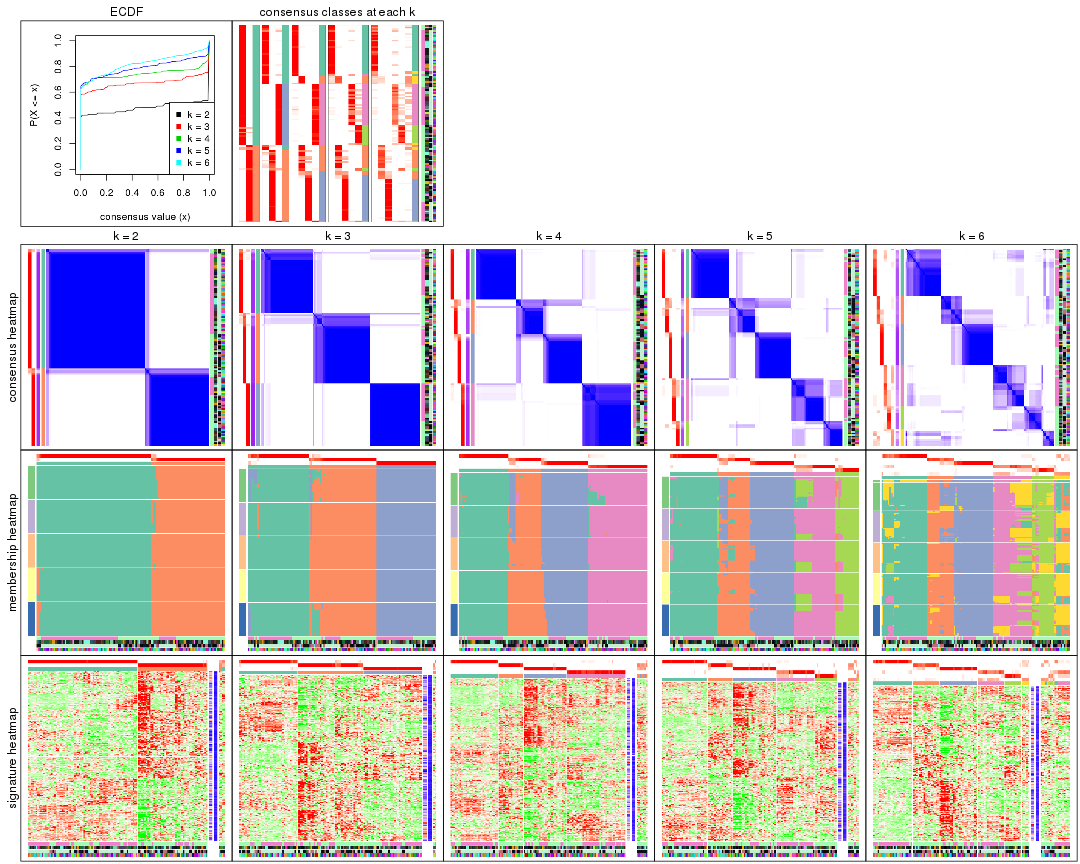 ECDF
consensus classes at each k
P(X <= x)
1.0
0.8
0.6
0.4
0.2
0.0
k = 2
k = 3
k = 4
k = 5
k = 6
0.0 0.2 0.4 0.6 0.8 1.0
consensus value (x)
k = 2
k = 3
k = 4
k = 5
k = 6
consensus heatmap
membership heatmap
signature heatmap